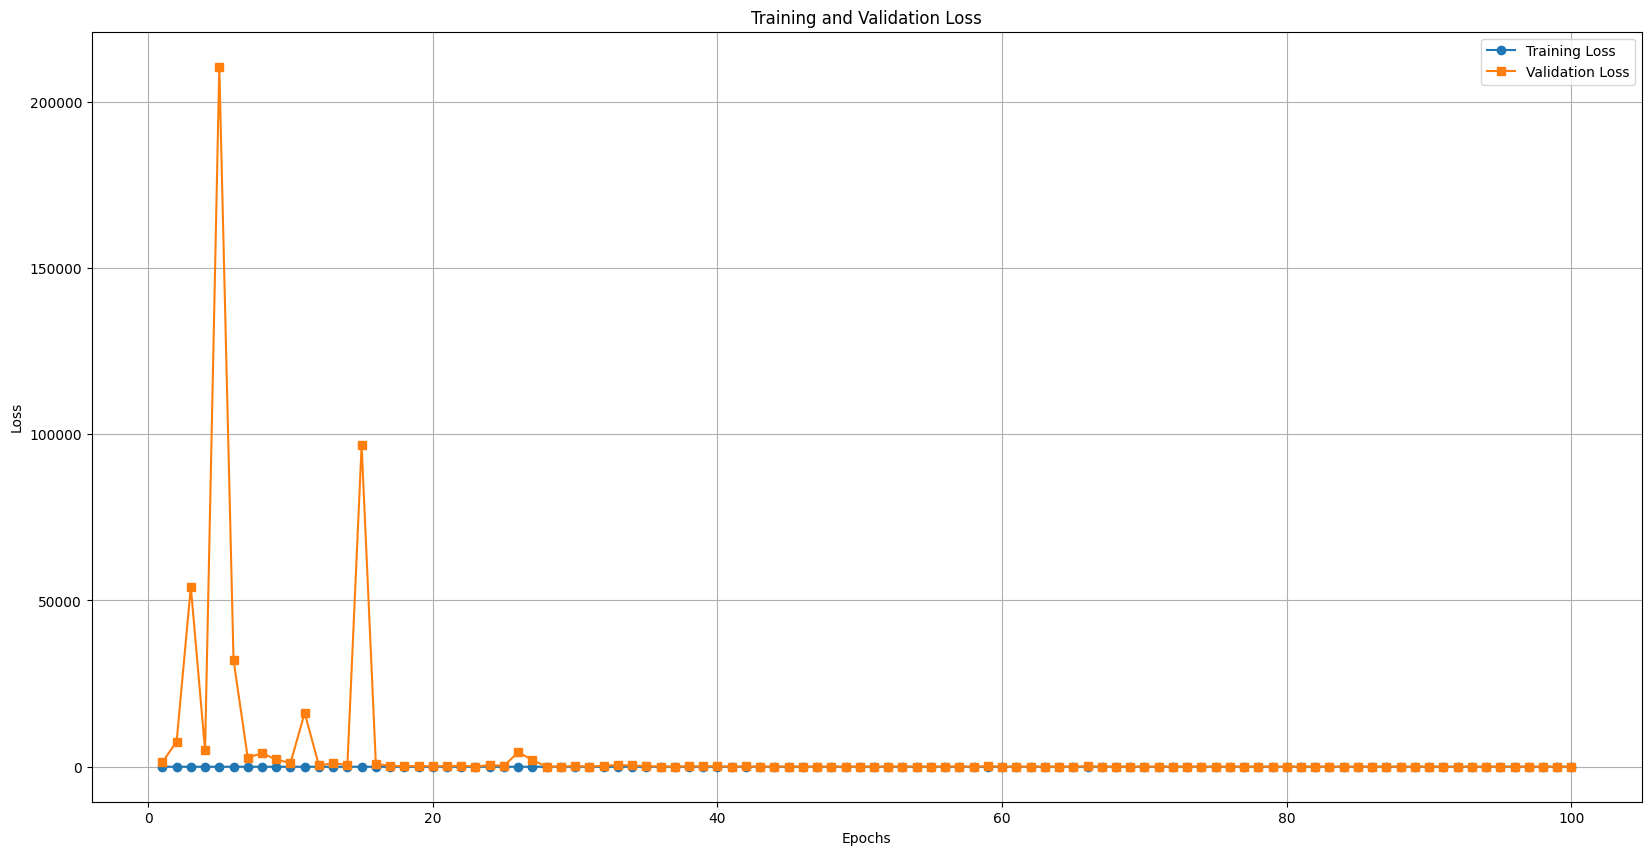 Training and Validation Loss
Training Loss
Validation Loss
200000
150000
100000
50000
0
Loss
0
20
40
60
80
100
Epochs